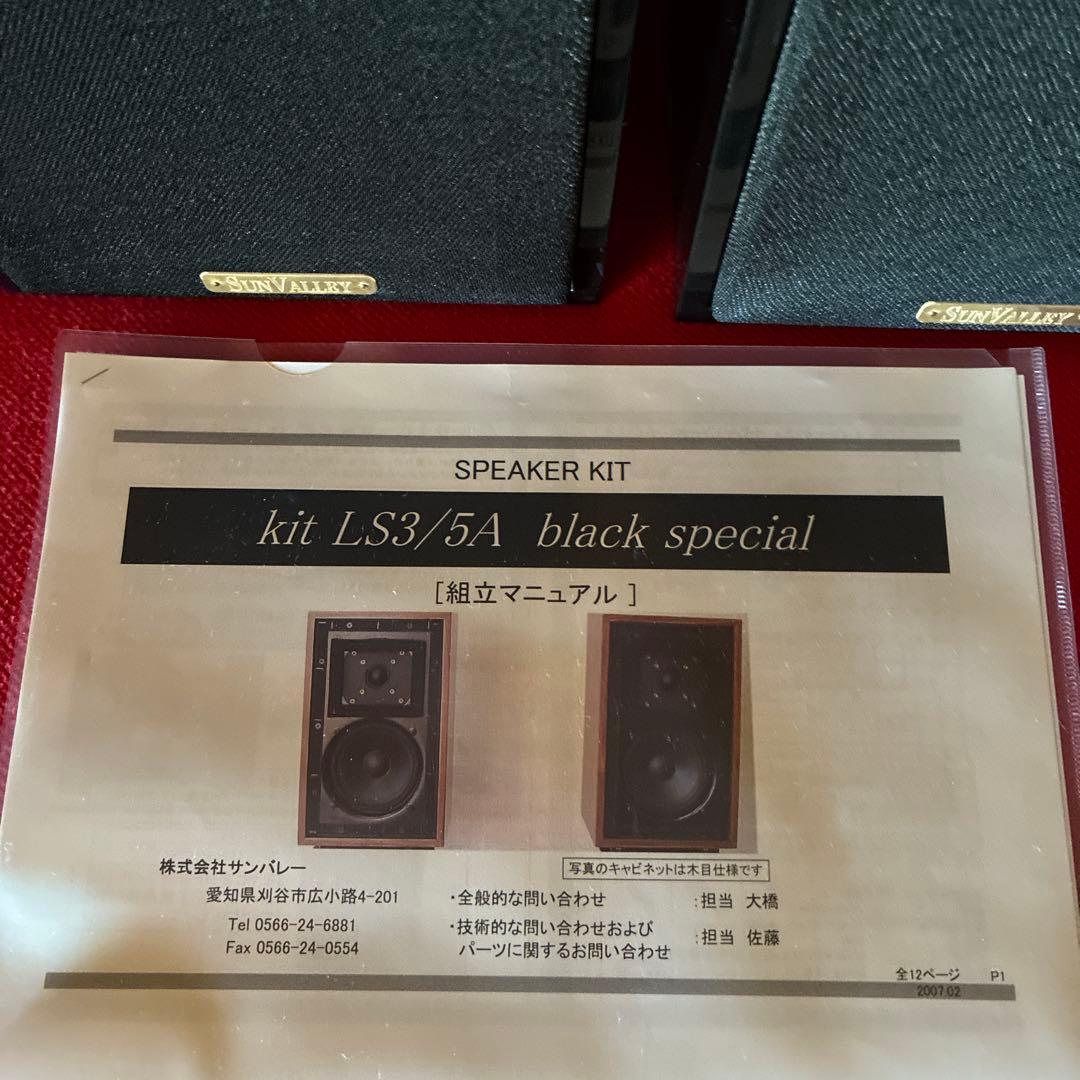 SUNVALLEY
SUNVALLEY
SPEAKER KIT
kit LS3/5A black special
[組立マニュアル]
株式会社サンバレー
愛知県刈谷市広小路4-201
Tel 0566-24-6881
Fax 0566-24-0554
写真のキャビネットは木目仕様です
・全般的な問い合わせ :担当 大橋
・技術的な問い合わせおよび
パーツに関するお問い合わせ :担当 佐藤
全12ページ P1
2007.02